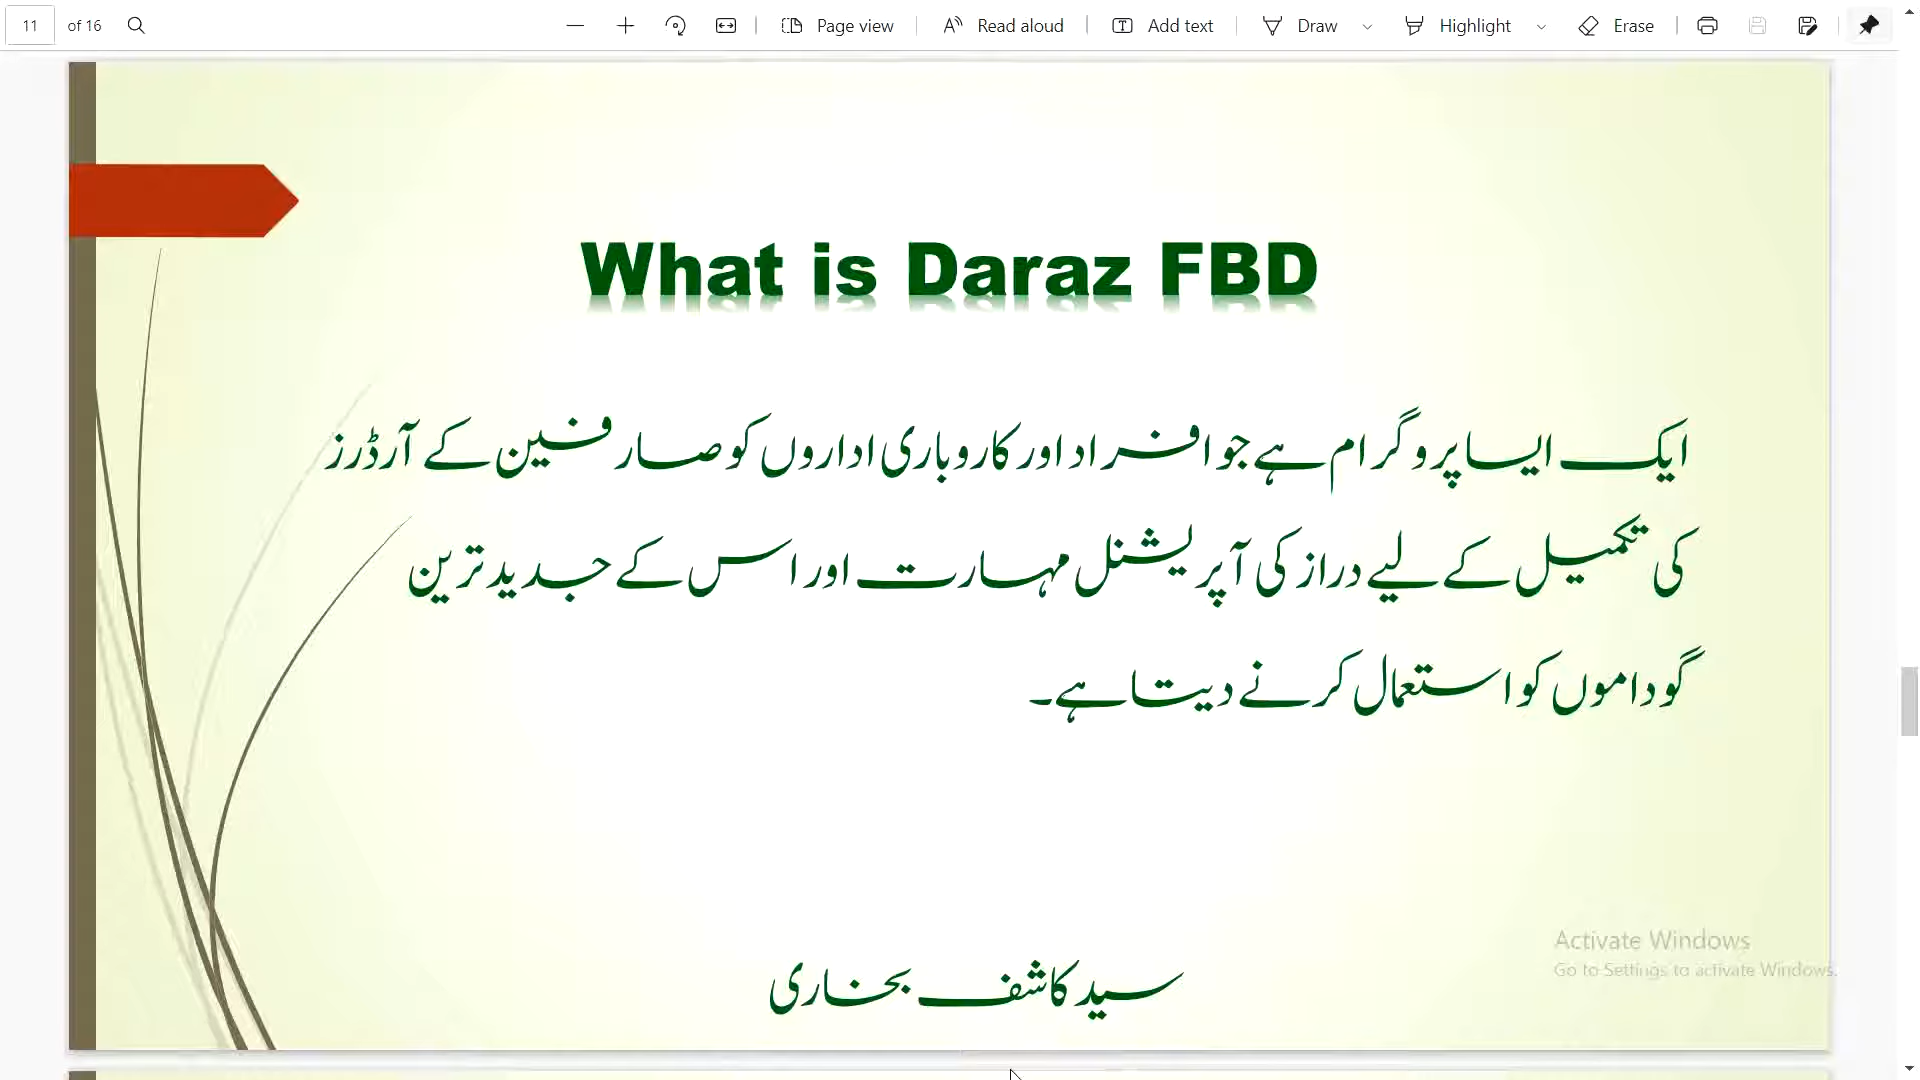 11 of 16 Page view Read aloud Add text Draw Highlight Erase
What is Daraz FBD
ایک ایسا پروگرام ہے جو افراد اور کاروباری اداروں کو صارفین کے آرڈرز
کی تکمیل کے لیے دراز کی آپریشنل مہارت اور اس کے جدید ترین
گوداموں کو استعمال کرنے دیتا ہے۔
Activate Windows
Go to Settings to activate Windows.
سید کاشف بخاری